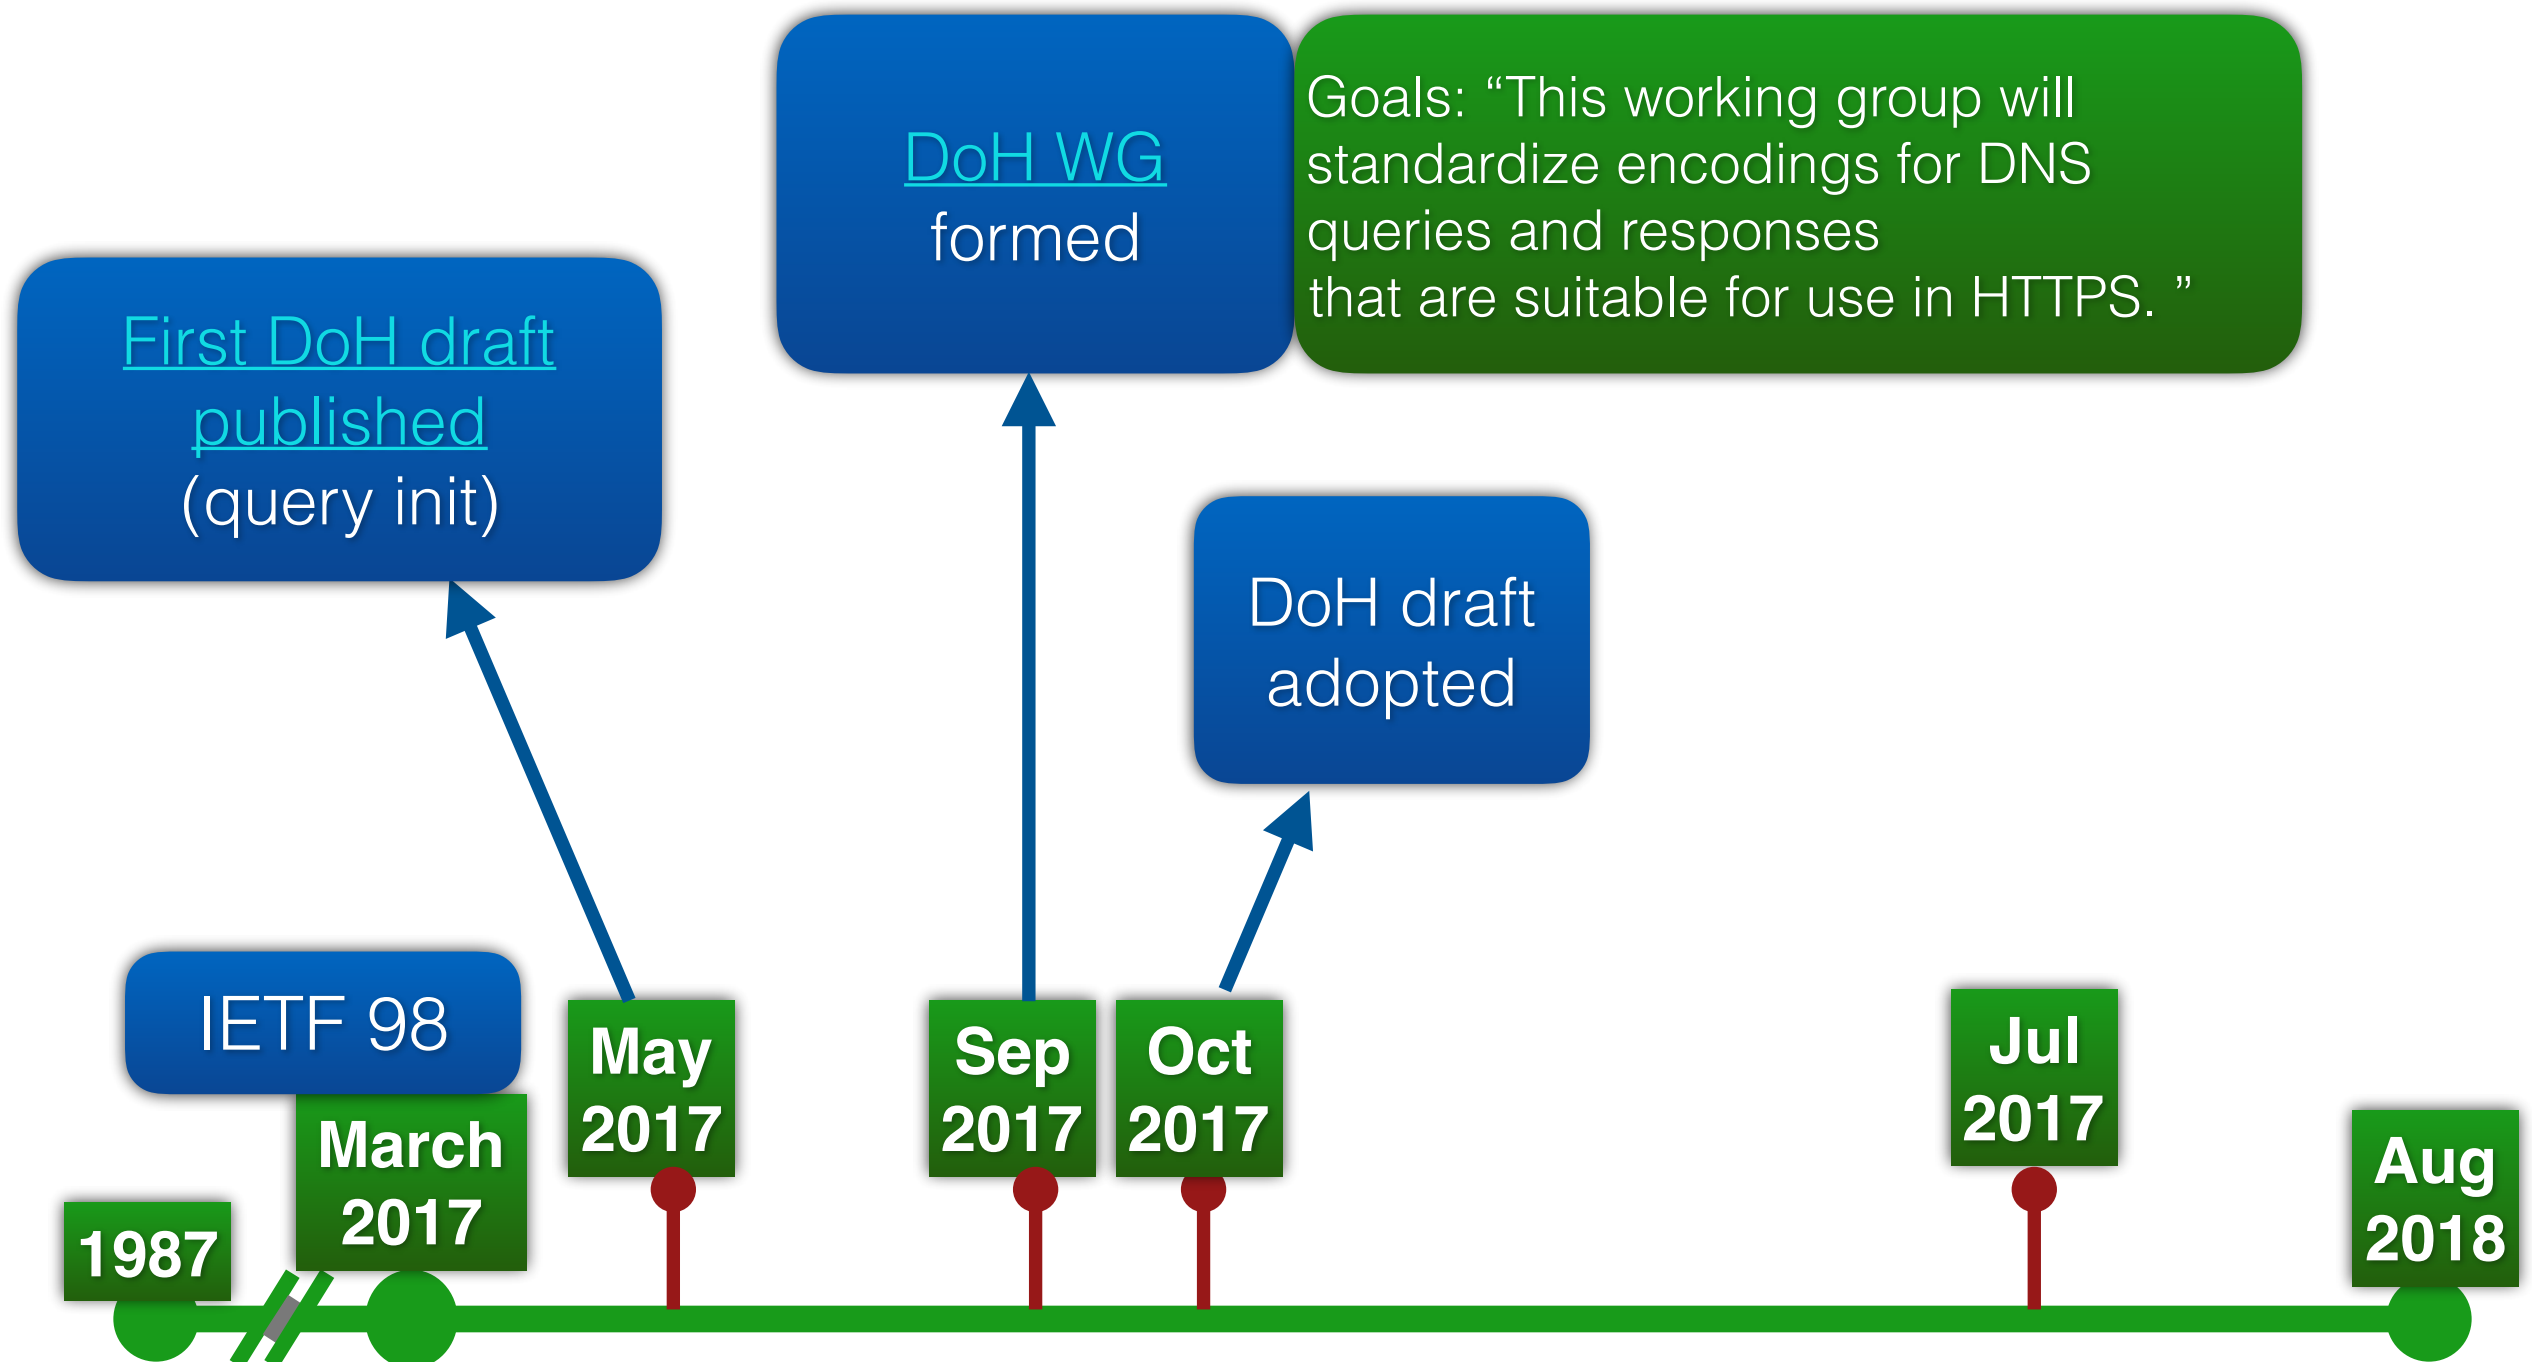 DoH WG
formed
Goals: “This working group will
standardize encodings for DNS
queries and responses
that are suitable for use in HTTPS. ”
First DoH draft
published
(query init)
DoH draft
adopted
IETF 98
1987
March
2017
May
2017
Sep
2017
Oct
2017
Jul
2017
Aug
2018